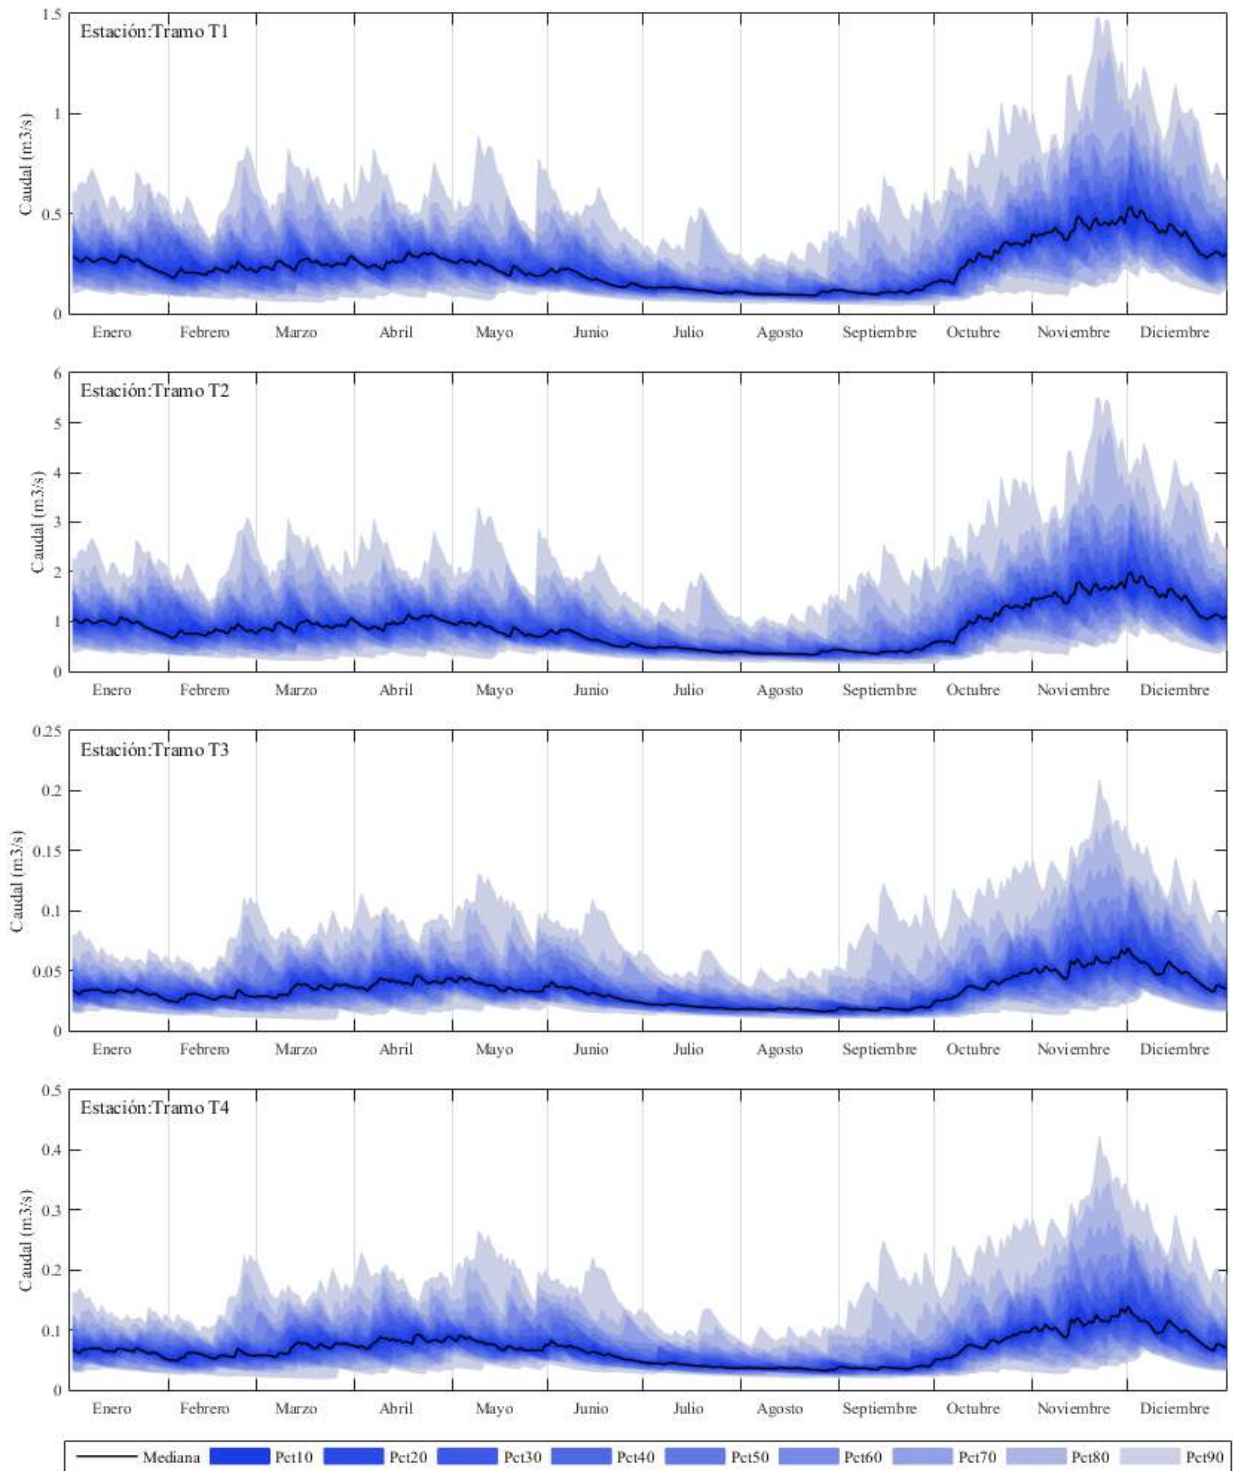 Estación:Tramo T1
Caudal (m3/s)
1.5
1
0.5
0
Enero Febrero Marzo Abril Mayo Junio Julio Agosto Septiembre Octubre Noviembre Diciembre
Estación:Tramo T2
Caudal (m3/s)
6
5
4
3
2
1
0
Enero Febrero Marzo Abril Mayo Junio Julio Agosto Septiembre Octubre Noviembre Diciembre
Estación:Tramo T3
Caudal (m3/s)
0.25
0.2
0.15
0.1
0.05
0
Enero Febrero Marzo Abril Mayo Junio Julio Agosto Septiembre Octubre Noviembre Diciembre
Estación:Tramo T4
Caudal (m3/s)
0.5
0.4
0.3
0.2
0.1
0
Enero Febrero Marzo Abril Mayo Junio Julio Agosto Septiembre Octubre Noviembre Diciembre
Mediana Pct10 Pct20 Pct30 Pct40 Pct50 Pct60 Pct70 Pct80 Pct90